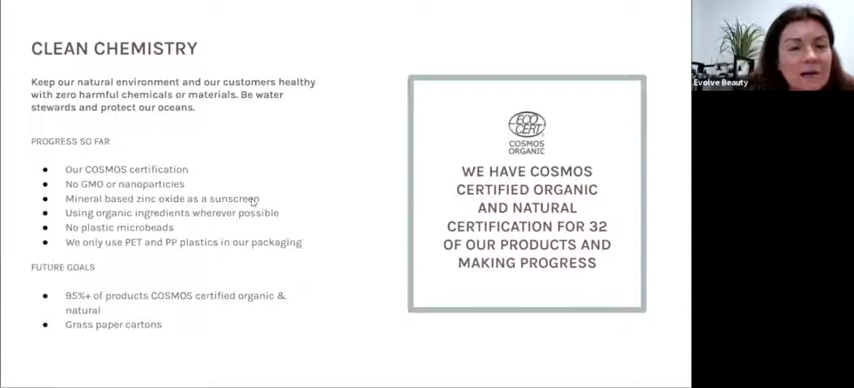 CLEAN CHEMISTRY
Keep our natural environment and our customers healthy
with zero harmful chemicals or materials. Be water
stewards and protect our oceans.
PROGRESS SO FAR
● Our COSMOS certification
● No GMO or nanoparticles
● Mineral based zinc oxide as a sunscreen
● Using organic ingredients wherever possible
● No plastic microbeads
● We only use PET and PP plastics in our packaging
FUTURE GOALS
● 95%+ of products COSMOS certified organic &
natural
● Grass paper cartons
ECO
CERT
COSMOS
ORGANIC
WE HAVE COSMOS
CERTIFIED ORGANIC
AND NATURAL
CERTIFICATION FOR 32
OF OUR PRODUCTS AND
MAKING PROGRESS
Evolve Beauty